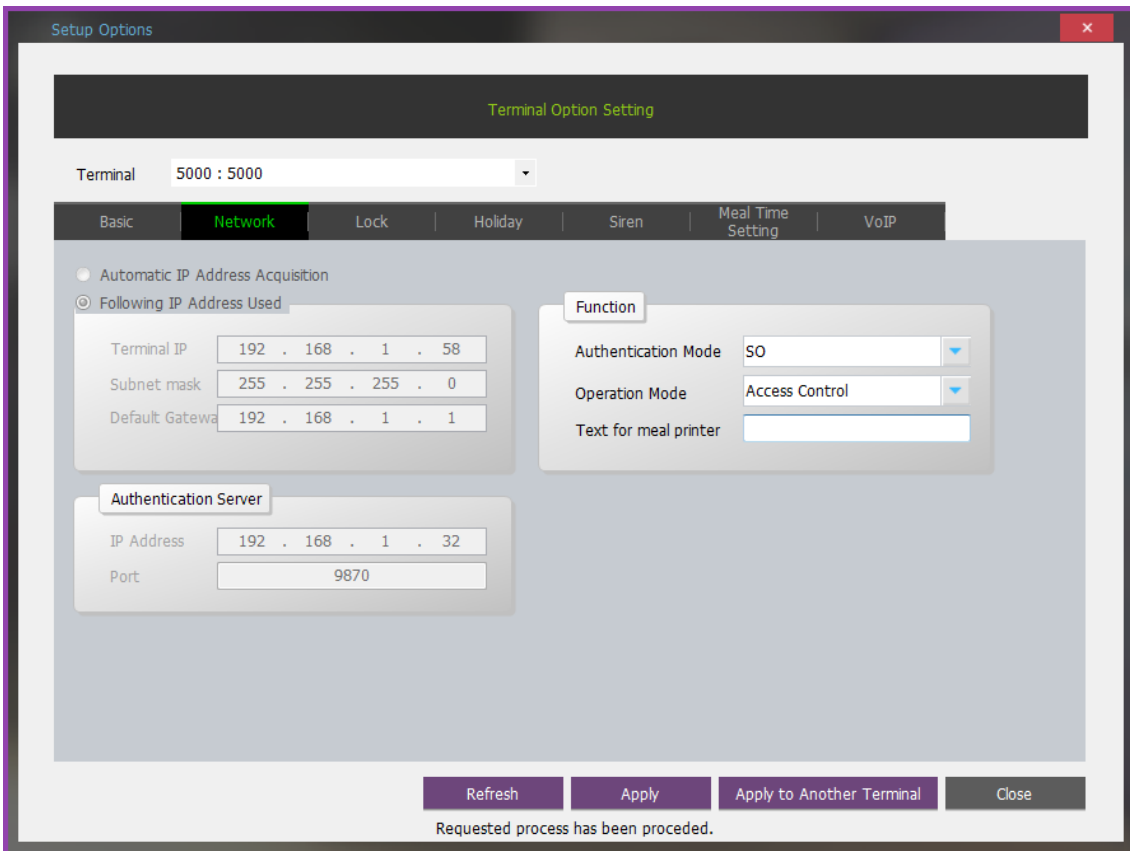 Setup Options
Terminal Option Setting
Terminal 5000 : 5000
Basic Network Lock Holiday Siren Meal Time Setting VoIP
Automatic IP Address Acquisition
Following IP Address Used
Terminal IP 192 . 168 . 1 . 58
Subnet mask 255 . 255 . 255 . 0
Default Gatewa 192 . 168 . 1 . 1
Function
Authentication Mode SO
Operation Mode Access Control
Text for meal printer
Authentication Server
IP Address 192 . 168 . 1 . 32
Port 9870
Refresh Apply Apply to Another Terminal Close
Requested process has been proceded.